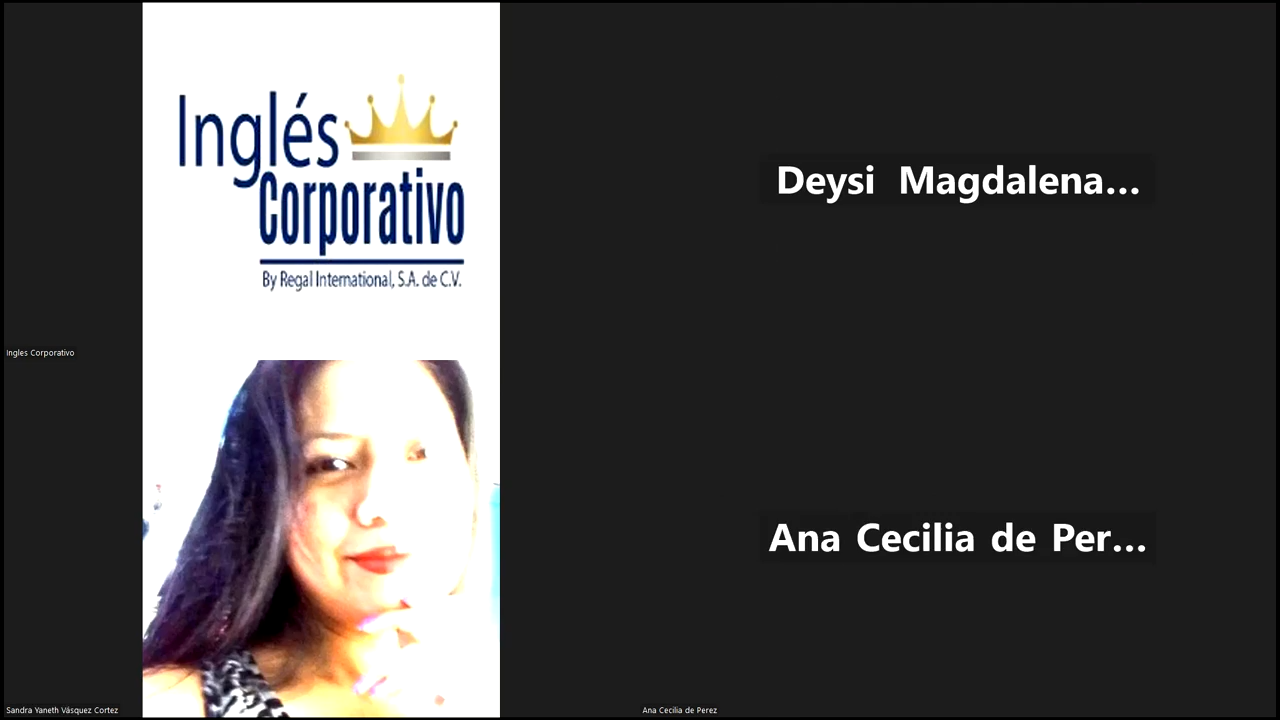 Inglés
Corporativo
By Regal International, S.A. de C.V.
Ingles Corporativo
Deysi Magdalena...
Sandra Yaneth Vásquez Cortez
Ana Cecilia de Per...
Ana Cecilia de Perez